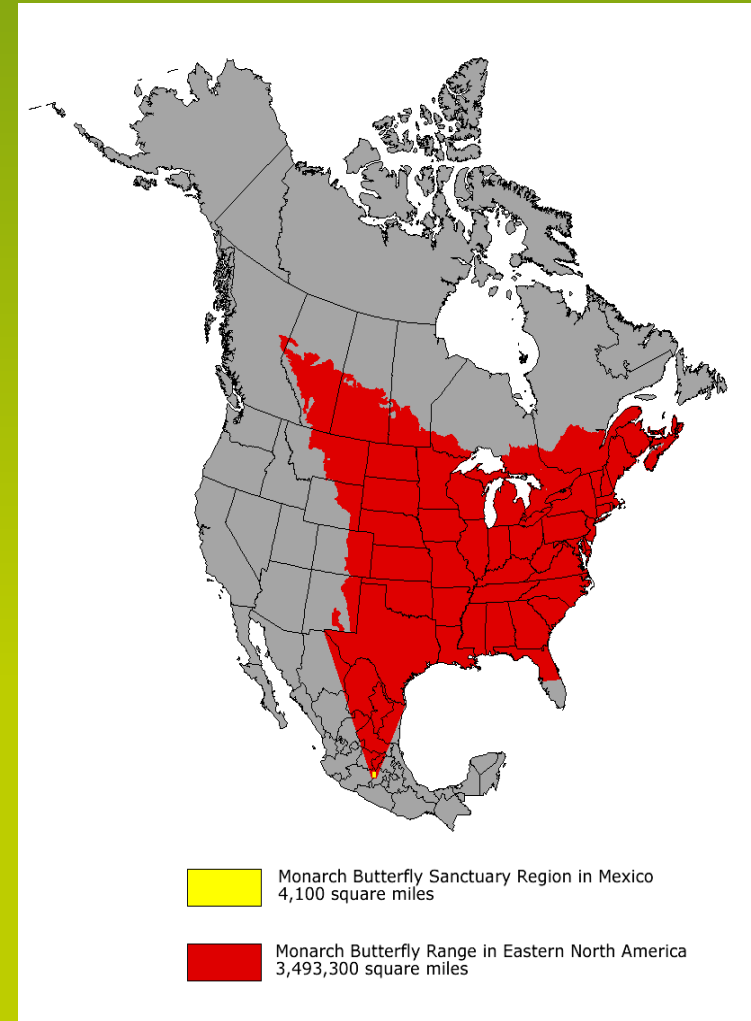 Monarch Butterfly Sanctuary Region in Mexico
4,100 square miles
Monarch Butterfly Range in Eastern North America
3,493,300 square miles